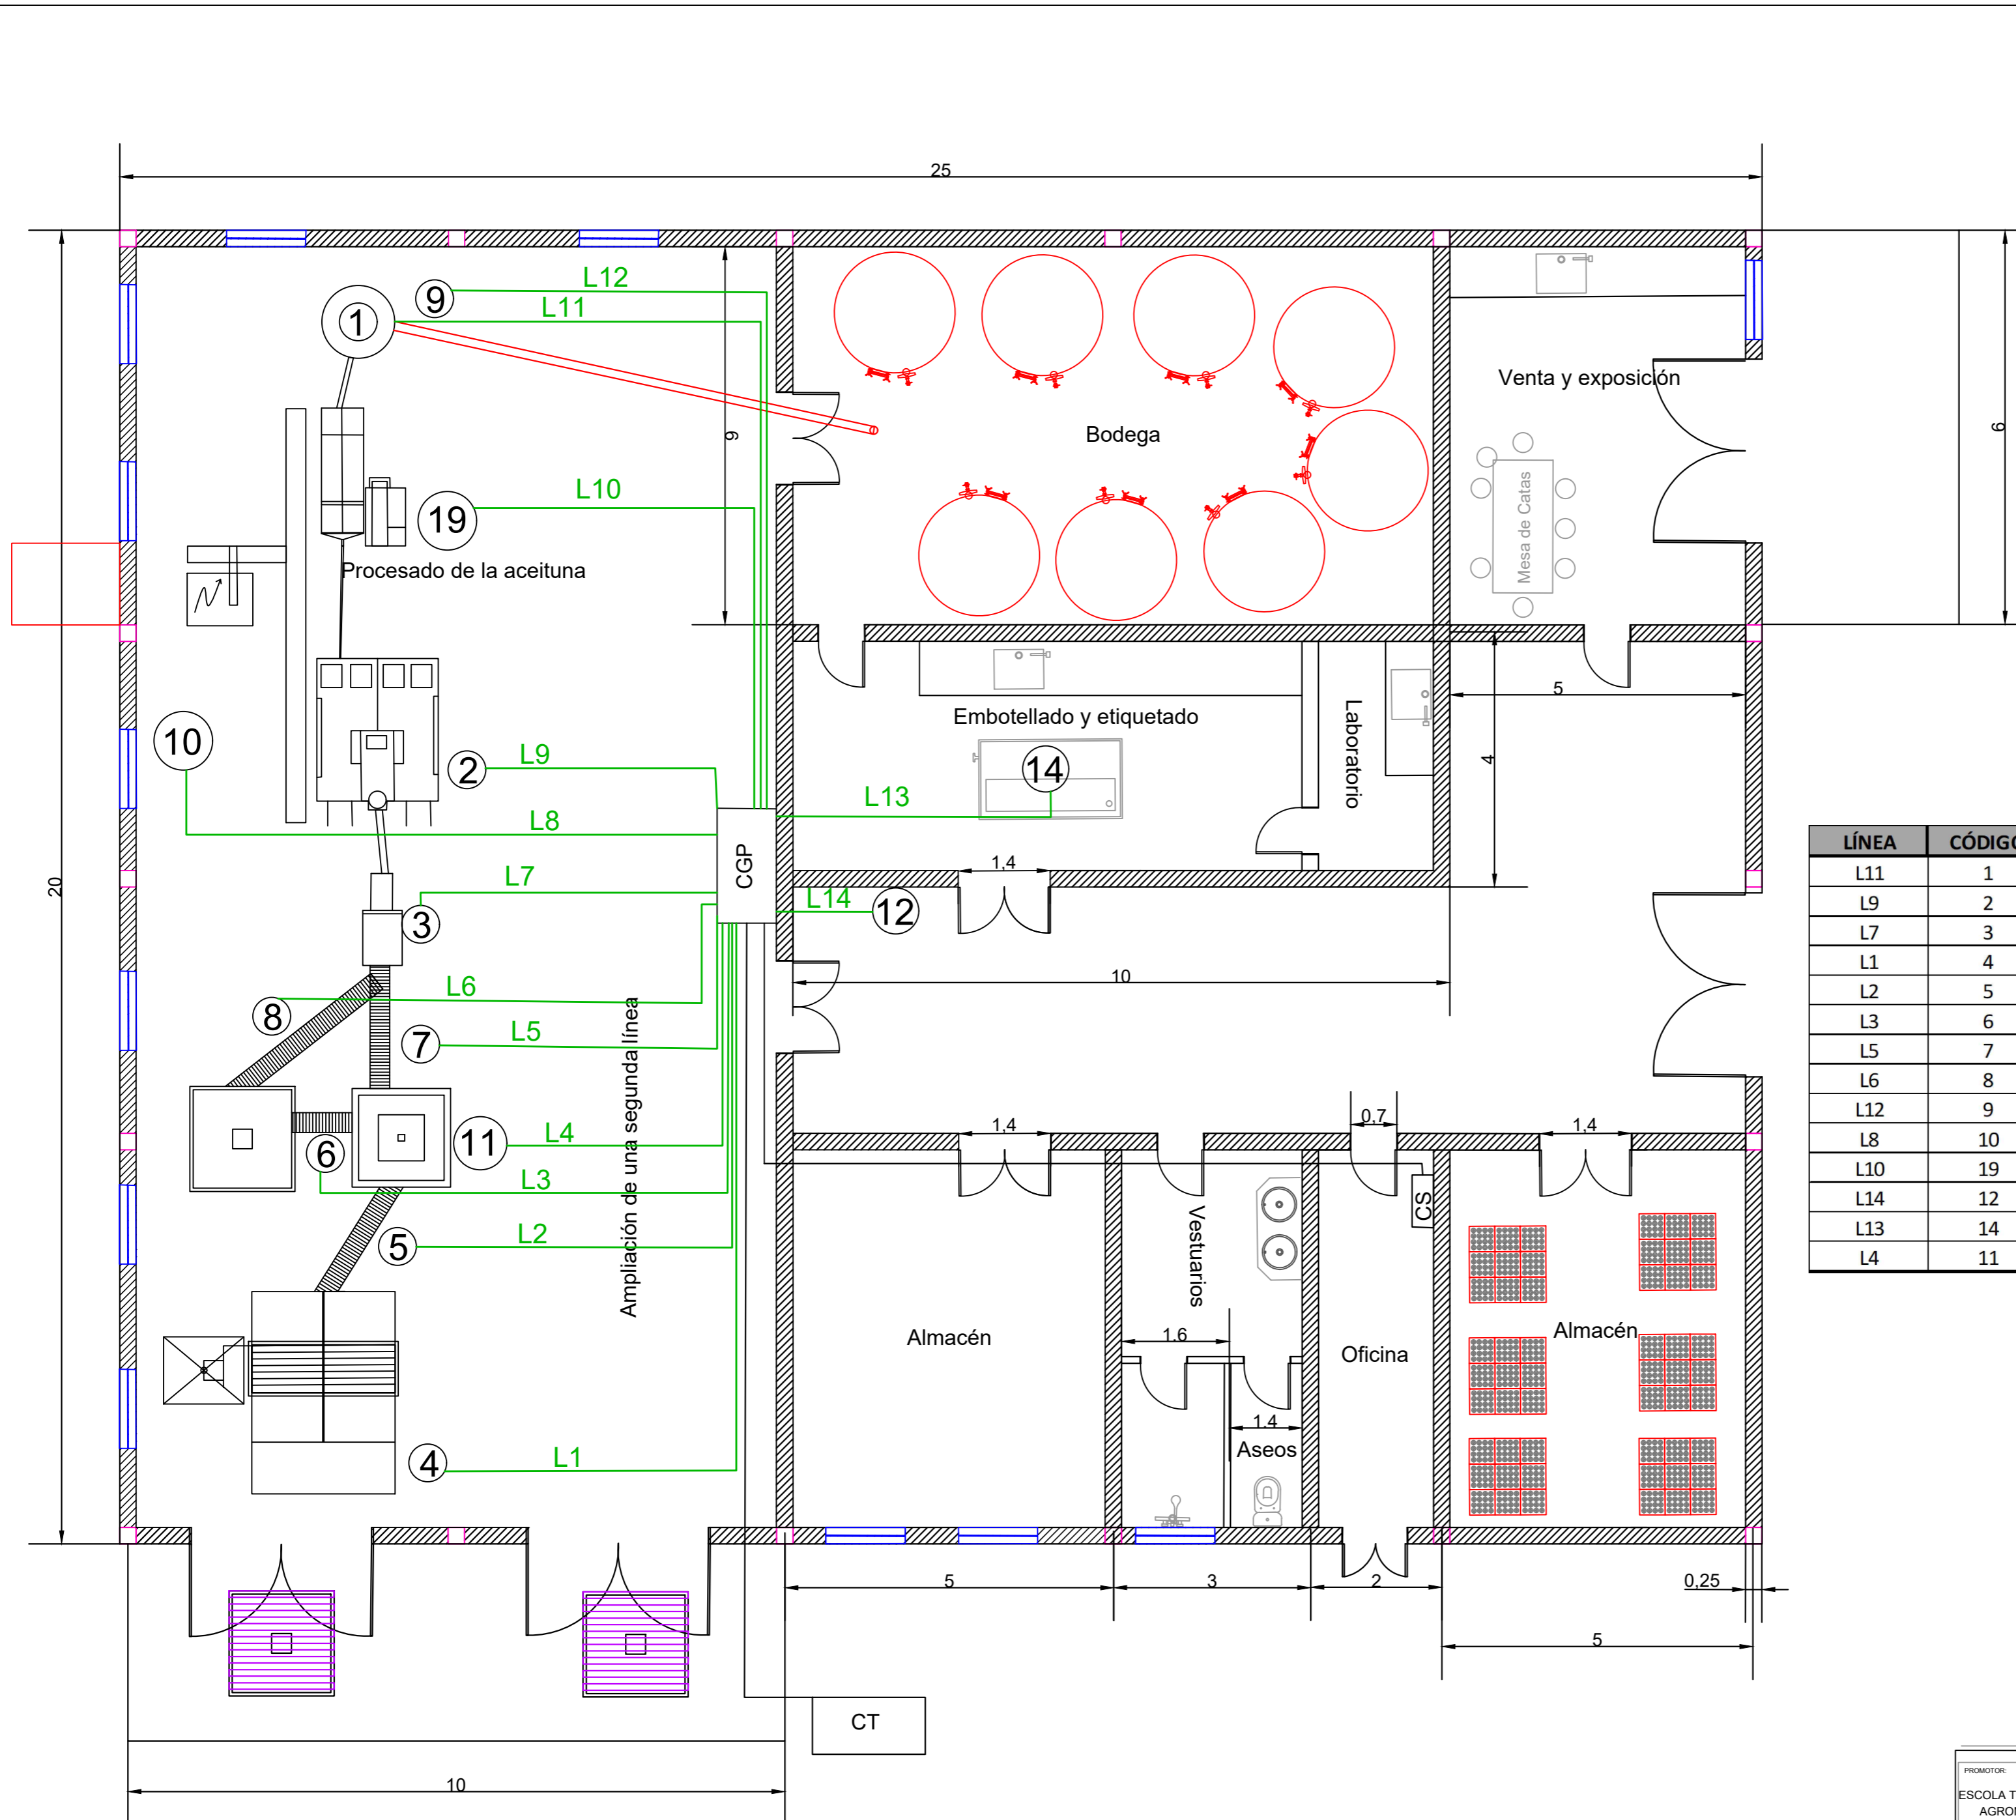 25
L12
9
1
L11
Venta y exposición
Bodega
9
6
L10
19
Mesa de Catas
Procesado de la aceituna
5
Embotellado y etiquetado
Laboratorio
10
2
L9
14
4
L13
L8
CGP
1,4
20
L7
3
L14
12
LÍNEA CÓDIGO
L11 1
L9 2
L7 3
L1 4
L2 5
L3 6
L5 7
L6 8
L12 9
L8 10
L10 19
L14 12
L13 14
L4 11
10
L6
8
7
L5
Ampliación de una segunda línea
1,4
0,7
1,4
6
11
L4
L3
CS
5
L2
Vestuarios
Almacén
1.6
Oficina
Almacén
1.4
Aseos
4
L1
5
3
2
0,25
5
CT
10
PROMOTOR:
ESCOLA T
AGRO